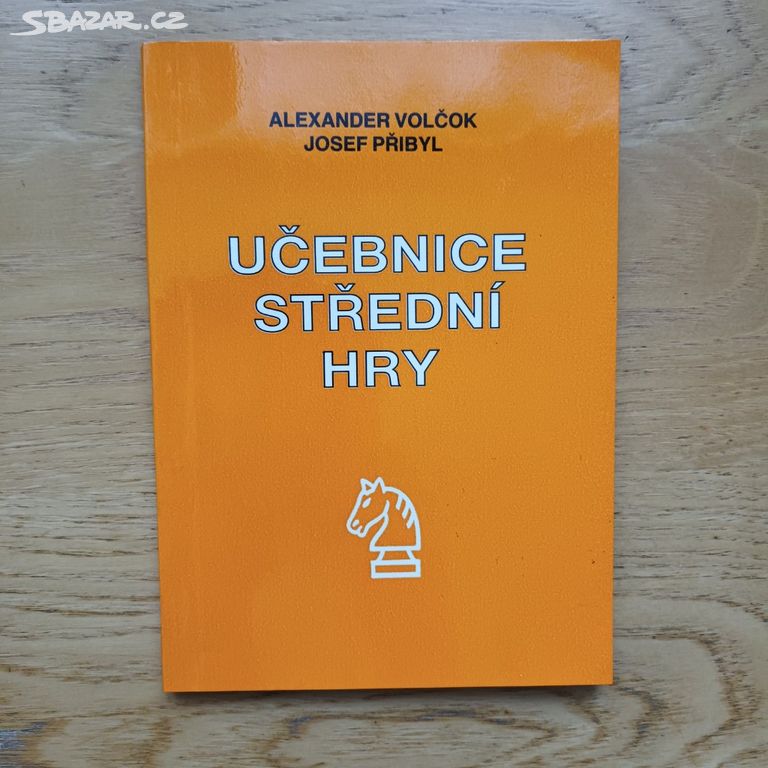 SBAZAR.CZ
ALEXANDER VOLČOK
JOSEF PŘIBYL
UČEBNICE
STŘEDNÍ
HRY